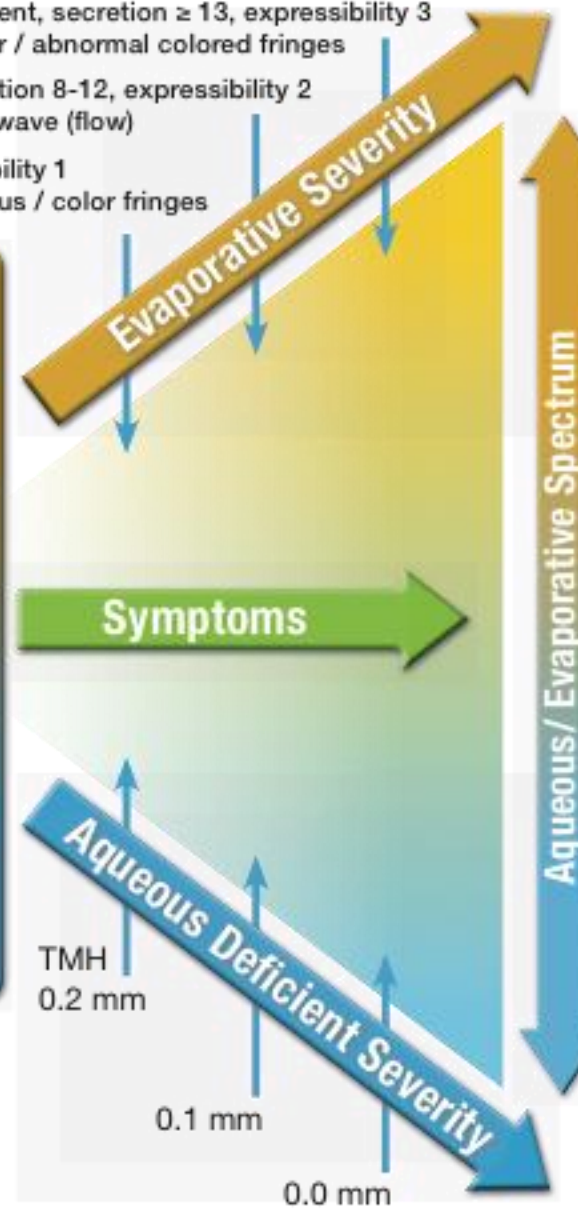 ent, secretion ≥ 13, expressibility 3
r / abnormal colored fringes
tion 8-12, expressibility 2
wave (flow)
ility 1
us / color fringes
Evaporative Severity
Symptoms
Aqueous/ Evaporative Spectrum
Aqueous Deficient Severity
TMH
0.2 mm
0.1 mm
0.0 mm